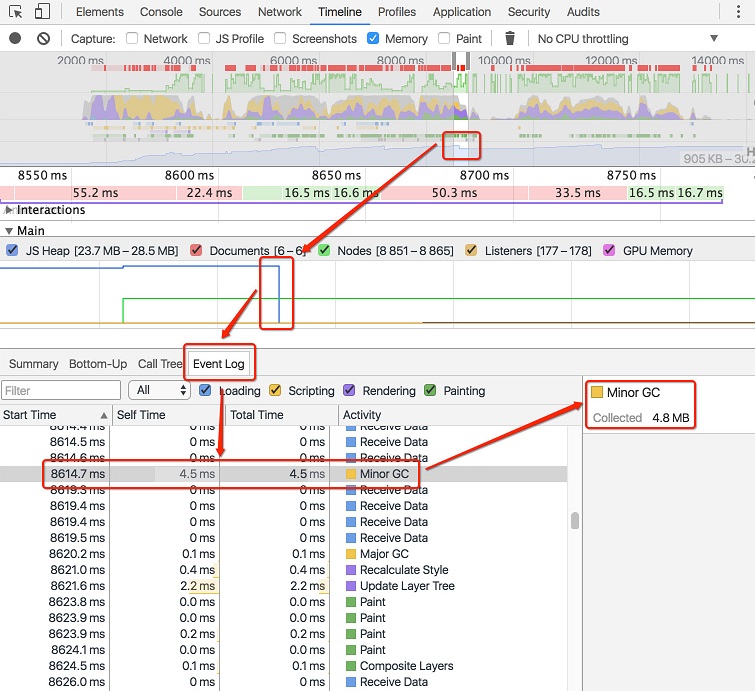 Elements Console Sources Network Timeline Profiles Application Security Audits
Capture: Network JS Profile Screenshots Memory Paint No CPU throttling
2000 ms 4000 ms 6000 ms 8000 ms 10000 ms 12000 ms 14000 ms
905 KB – 30.2
8550 ms 8600 ms 8650 ms 8700 ms 8750 ms
55.2 ms 22.4 ms 16.5 ms 16.6 ms 50.3 ms 33.5 ms 16.5 ms 16.7 ms
Interactions
Main
JS Heap [23.7 MB – 28.5 MB] Documents [6 – 6] Nodes [8 851 – 8 865] Listeners [177 – 178] GPU Memory
Summary Bottom-Up Call Tree Event Log
Filter All Loading Scripting Rendering Painting
Minor GC
Collected 4.8 MB
Start Time Self Time Total Time Activity
8614.4 ms 0 ms 0 ms Receive Data
8614.5 ms 0 ms 0 ms Receive Data
8614.6 ms 0 ms 0 ms Receive Data
8614.7 ms 4.5 ms 4.5 ms Minor GC
8619.3 ms 0 ms 0 ms Receive Data
8619.4 ms 0 ms 0 ms Receive Data
8619.4 ms 0 ms 0 ms Receive Data
8619.5 ms 0 ms 0 ms Receive Data
8620.2 ms 0.1 ms 0.1 ms Major GC
8621.0 ms 0.4 ms 0.4 ms Recalculate Style
8621.6 ms 2.2 ms 2.2 ms Update Layer Tree
8623.8 ms 0.0 ms 0.0 ms Paint
8623.9 ms 0.0 ms 0.0 ms Paint
8623.9 ms 0.2 ms 0.2 ms Paint
8624.1 ms 0.0 ms 0.0 ms Paint
8624.5 ms 0.1 ms 0.1 ms Composite Layers
8626.0 ms 0 ms 0 ms Receive Data